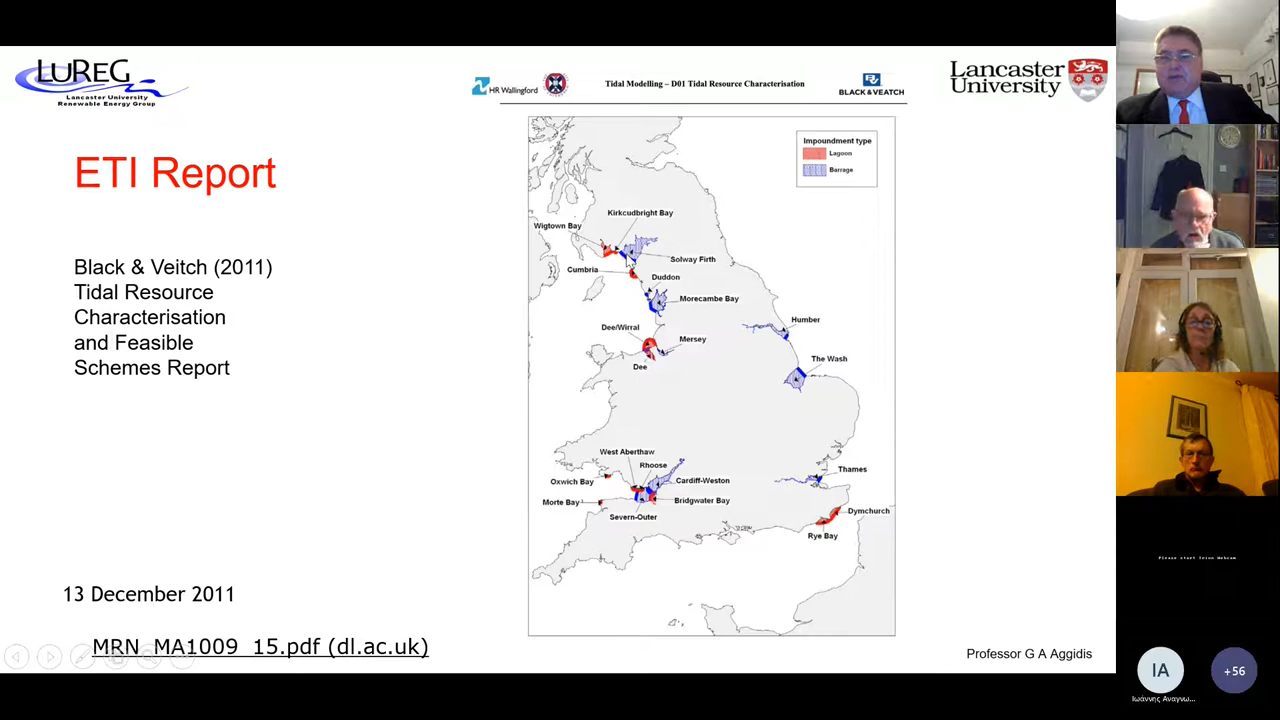 LUREG
Lancaster University
Renewable Energy Group
HR Wallingford
Tidal Modelling – D01 Tidal Resource Characterisation
BV
BLACK & VEATCH
Lancaster
University
ETI Report
Black & Veitch (2011)
Tidal Resource
Characterisation
and Feasible
Schemes Report
Impoundment type
Lagoon
Barrage
Kirkcudbright Bay
Wigtown Bay
Solway Firth
Cumbria
Duddon
Morecambe Bay
Humber
Dee/Wirral
Mersey
Dee
The Wash
West Aberthaw
Rhoose
Oxwich Bay
Cardiff-Weston
Thames
Morte Bay
Bridgwater Bay
Severn-Outer
Dymchurch
Rye Bay
13 December 2011
MRN_MA1009_15.pdf (dl.ac.uk)
Professor G A Aggidis
IA
+56
Ιωάννης Αναγνω...